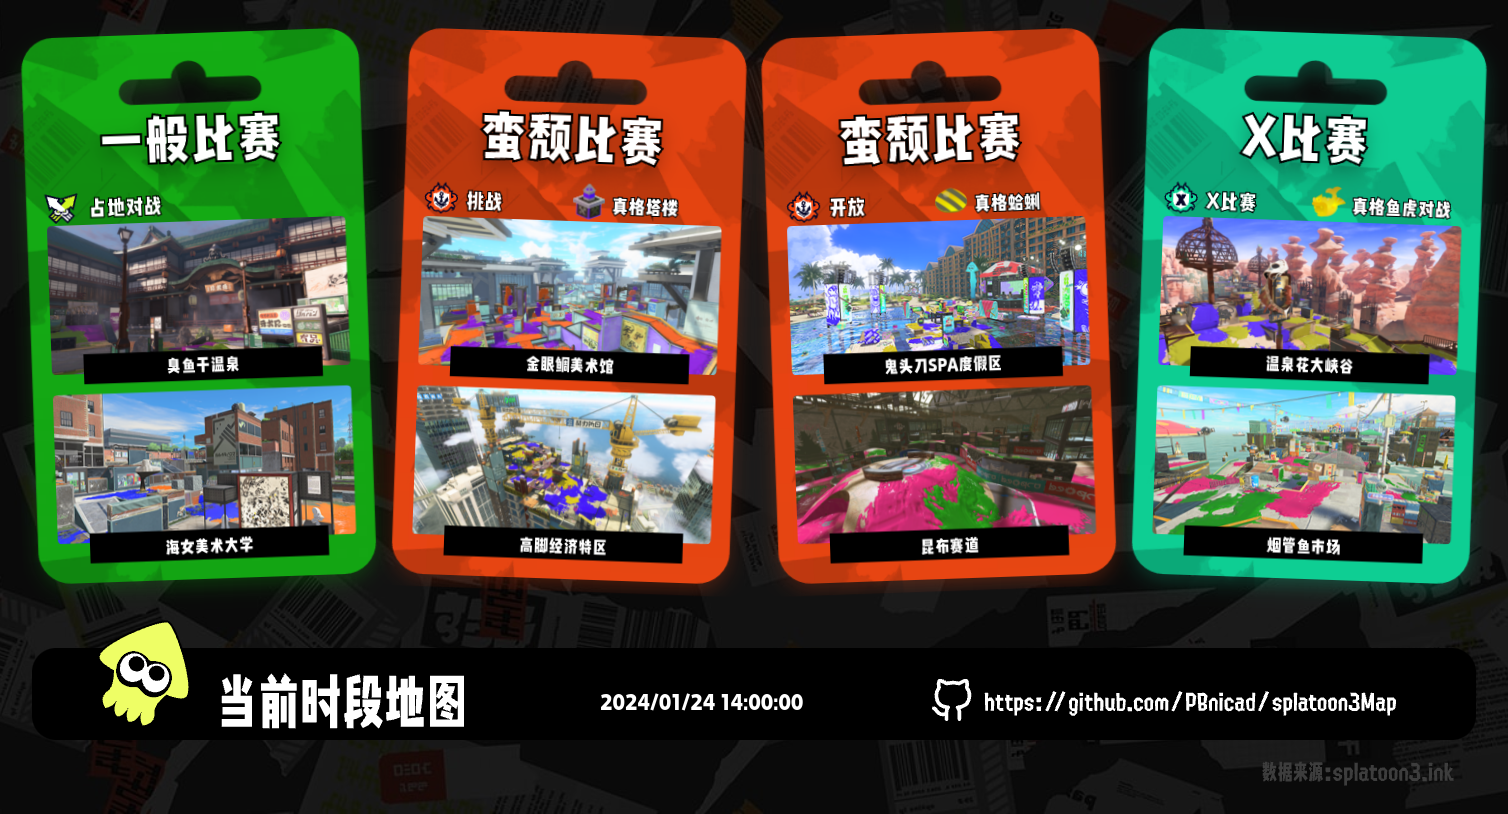 一般比赛
占地对战
臭鱼干温泉
海女美术大学
蛮颓比赛
挑战
真格塔楼
金眼鲷美术馆
高脚经济特区
蛮颓比赛
开放
真格蛤蜊
鬼头刀SPA度假区
昆布赛道
X比赛
X比赛
真格鱼虎对战
温泉花大峡谷
烟管鱼市场
当前时段地图
2024/01/24 14:00:00
https://github.com/PBnicad/splatoon3Map
数据来源:splatoon3.ink